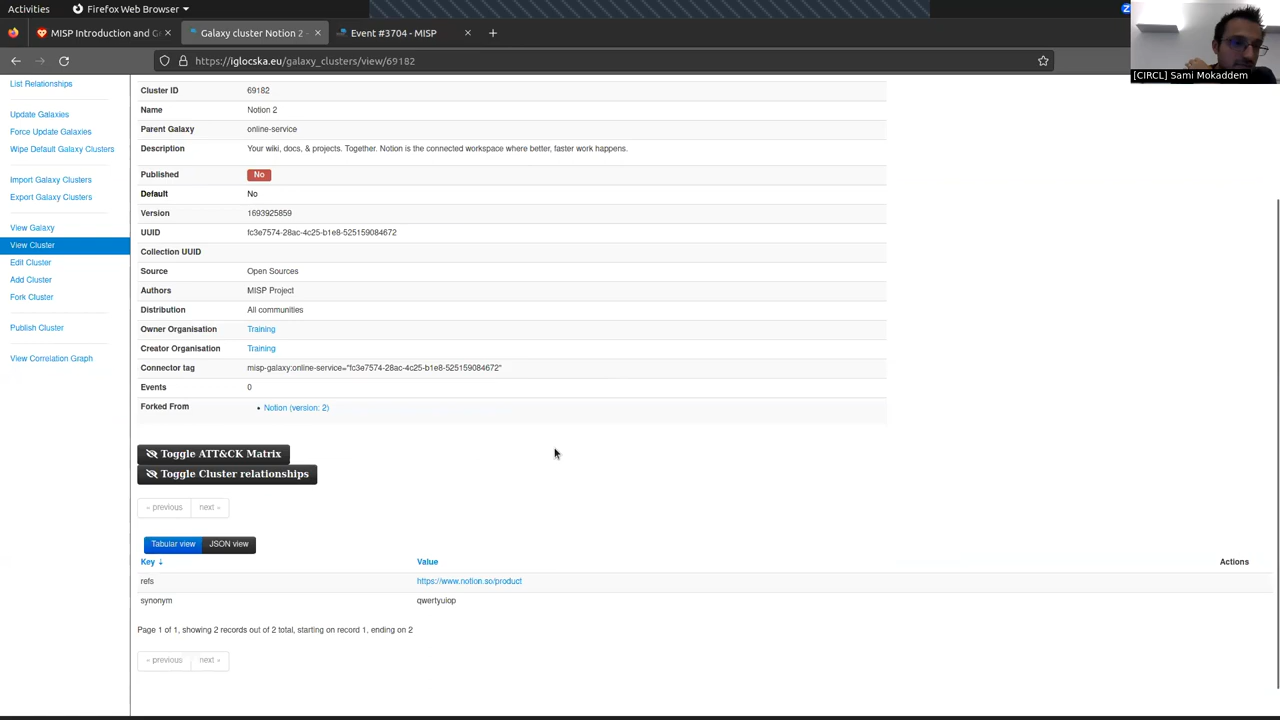 Activities
Firefox Web Browser
MISP Introduction and G
Galaxy cluster Notion 2 -
Event #3704 - MISP
https://iglocska.eu/galaxy_clusters/view/69182
[CIRCL] Sami Mokaddem
List Relationships
Update Galaxies
Force Update Galaxies
Wipe Default Galaxy Clusters
Import Galaxy Clusters
Export Galaxy Clusters
View Galaxy
View Cluster
Edit Cluster
Add Cluster
Fork Cluster
Publish Cluster
View Correlation Graph
Cluster ID 69182
Name Notion 2
Parent Galaxy online-service
Description Your wiki, docs, & projects. Together. Notion is the connected workspace where better, faster work happens.
Published No
Default No
Version 1693925859
UUID fc3e7574-28ac-4c25-b1e8-525159084672
Collection UUID
Source Open Sources
Authors MISP Project
Distribution All communities
Owner Organisation Training
Creator Organisation Training
Connector tag misp-galaxy:online-service="fc3e7574-28ac-4c25-b1e8-525159084672"
Events 0
Forked From • Notion (version: 2)
Toggle ATT&CK Matrix
Toggle Cluster relationships
« previous next »
Tabular view JSON view
Key ↓ Value Actions
refs https://www.notion.so/product
synonym qwertyuiop
Page 1 of 1, showing 2 records out of 2 total, starting on record 1, ending on 2
« previous next »